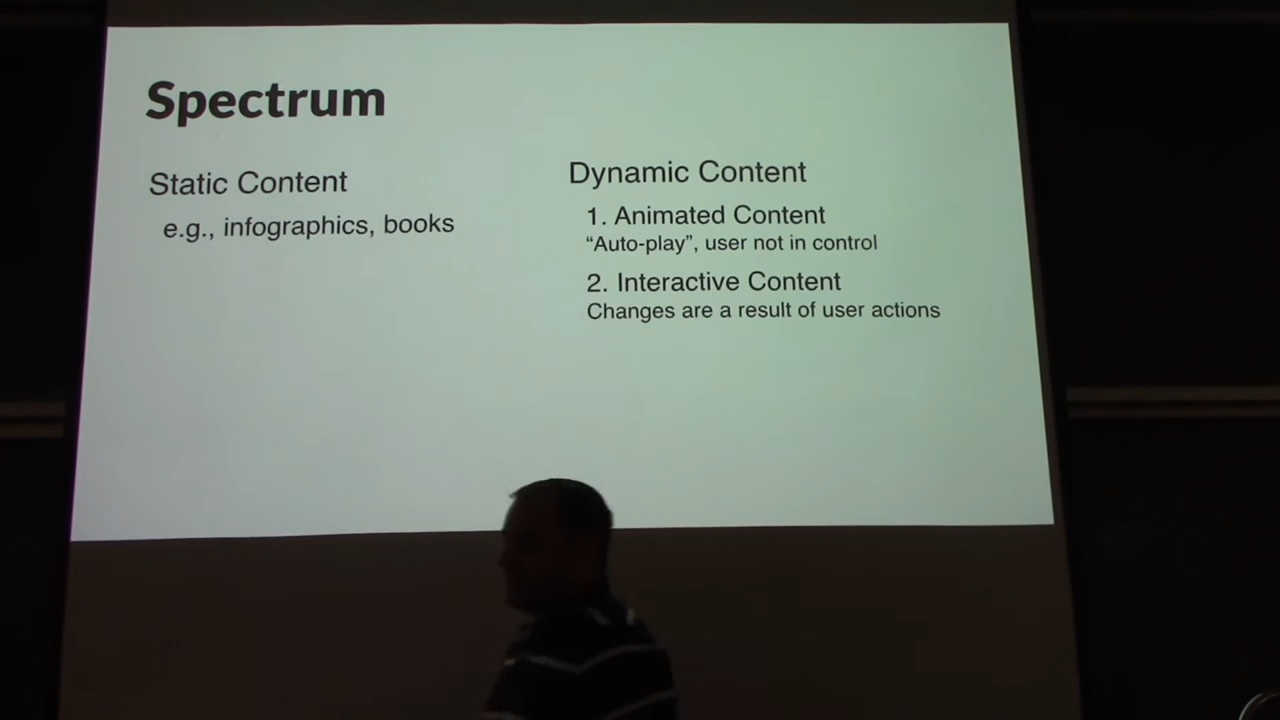 Spectrum
Static Content
e.g., infographics, books
Dynamic Content
1. Animated Content
“Auto-play”, user not in control
2. Interactive Content
Changes are a result of user actions